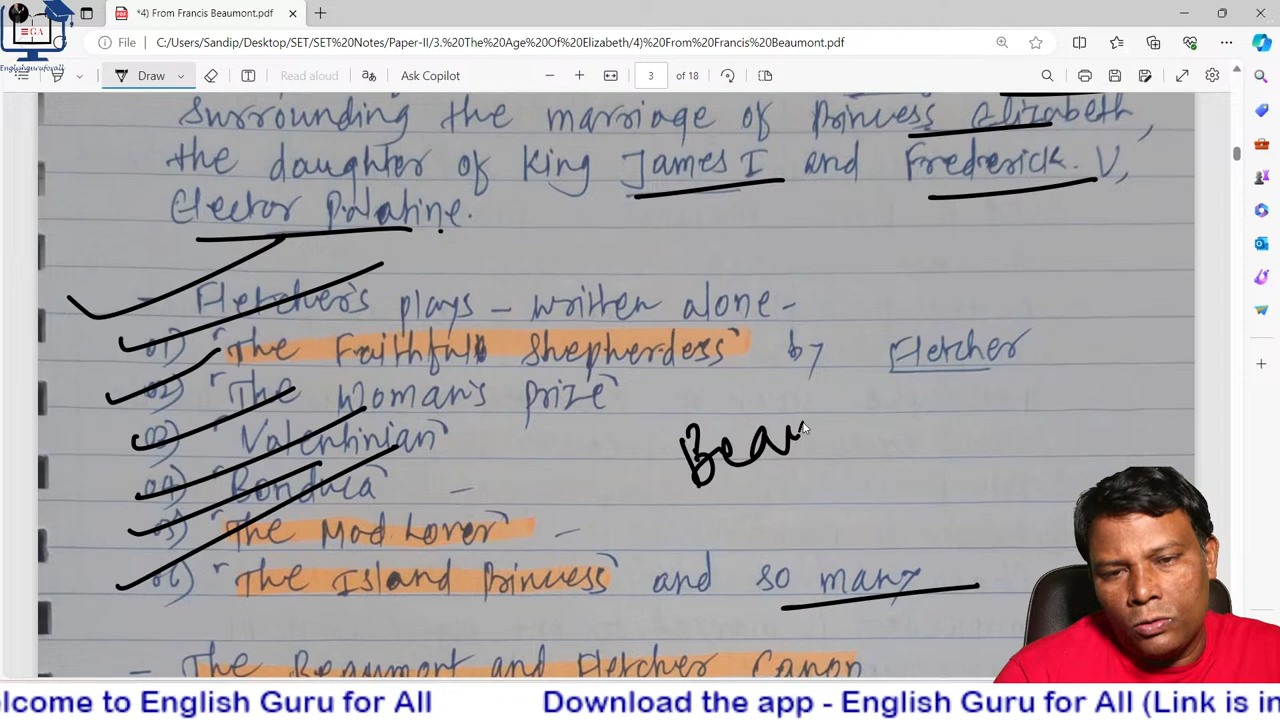 GA
Englishguruforall
*4) From Francis Beaumont.pdf
File C:/Users/Sandip/Desktop/SET/SET%20Notes/Paper-II/3.%20The%20Age%20Of%20Elizabeth/4)%20From%20Francis%20Beaumont.pdf
Draw Read aloud Ask Copilot 3 of 18
Surrounding the marriage of Princess Elizabeth,
the daughter of King James I and Frederick. V,
Elector Palatine.
- Fletcher's plays - written alone -
01) "The Faithful Shepherdess" by Fletcher
02) "The Woman's Prize"
03) "Valentinian"
Beau
04) "Bonduca" -
05) "The Mad Lover" -
06) "The Island Princess" and so many
- The Beaumont and Fletcher Canon
elcome to English Guru for All Download the app - English Guru for All (Link is in